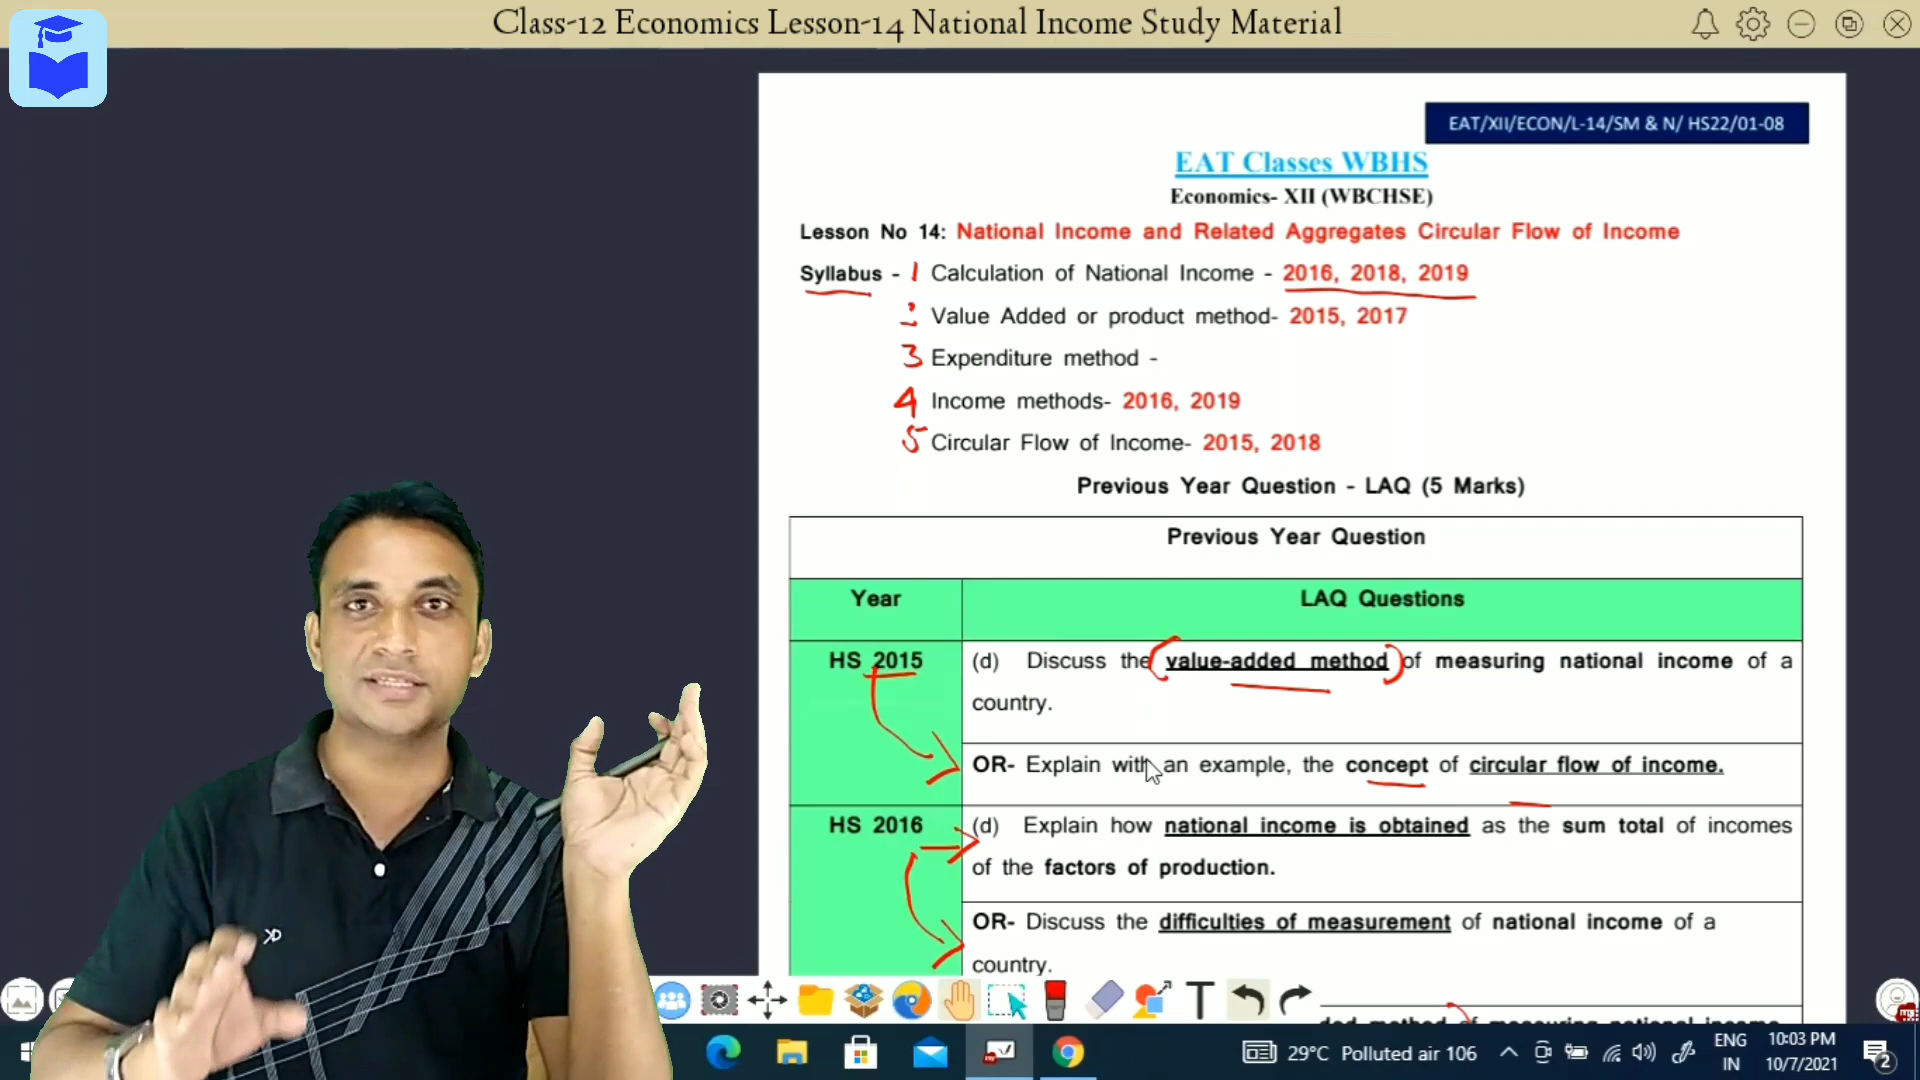 Class-12 Economics Lesson-14 National Income Study Material
EAT/XII/ECON/L-14/SM & N/ HS22/01-08
EAT Classes WBHS
Economics- XII (WBCHSE)
Lesson No 14: National Income and Related Aggregates Circular Flow of Income
Syllabus - 1 Calculation of National Income - 2016, 2018, 2019
2 Value Added or product method- 2015, 2017
3 Expenditure method -
4 Income methods- 2016, 2019
5 Circular Flow of Income- 2015, 2018
Previous Year Question - LAQ (5 Marks)
Previous Year Question
Year LAQ Questions
HS 2015 (d) Discuss the (value-added method) of measuring national income of a
country.
OR- Explain with an example, the concept of circular flow of income.
HS 2016 (d) Explain how national income is obtained as the sum total of incomes
of the factors of production.
OR- Discuss the difficulties of measurement of national income of a
country.
method of measuring national income
T
29°C Polluted air 106
ENG
IN
10:03 PM
10/7/2021
2